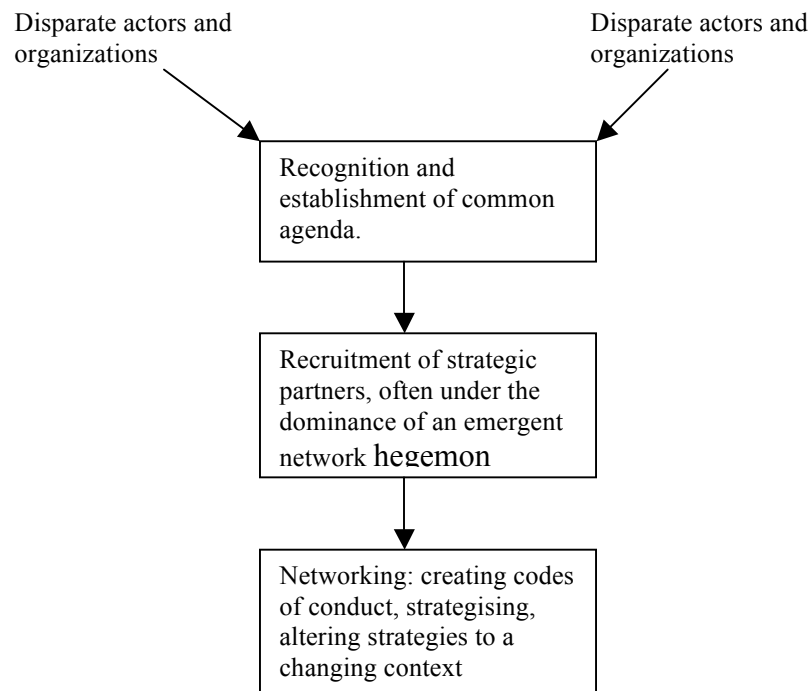 Disparate actors and
organizations
Disparate actors and
organizations
Recognition and
establishment of common
agenda.
Recruitment of strategic
partners, often under the
dominance of an emergent
network hegemon
Networking: creating codes
of conduct, strategising,
altering strategies to a
changing context